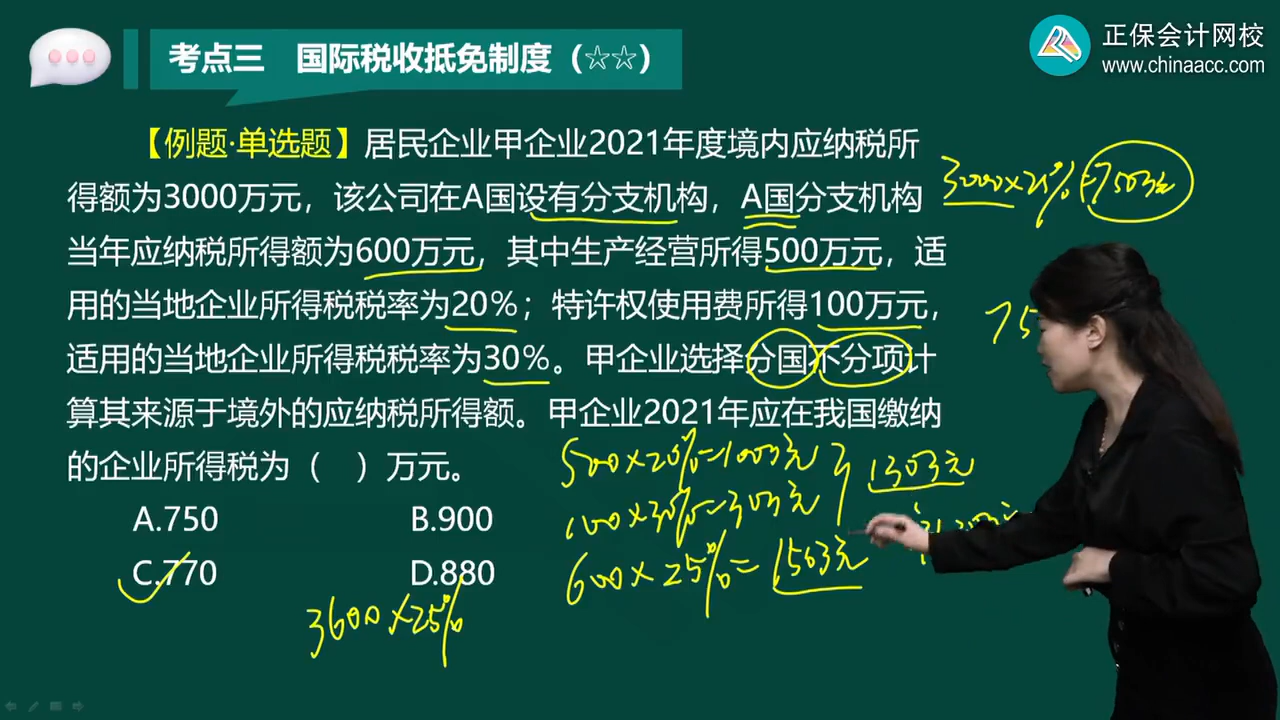 考点三 国际税收抵免制度（☆☆）
正保会计网校
www.chinaacc.com
【例题·单选题】居民企业甲企业2021年度境内应纳税所
得额为3000万元，该公司在A国设有分支机构，A国分支机构
当年应纳税所得额为600万元，其中生产经营所得500万元，适
用的当地企业所得税税率为20%；特许权使用费所得100万元，
适用的当地企业所得税税率为30%。甲企业选择分国不分项计
算其来源于境外的应纳税所得额。甲企业2021年应在我国缴纳
的企业所得税为（ ）万元。
A.750 B.900
C.770 D.880
3000×25%=750万元
75
500×20%=100万元
100×30%=30万元
130万元
600×25%=150万元
3600×25%